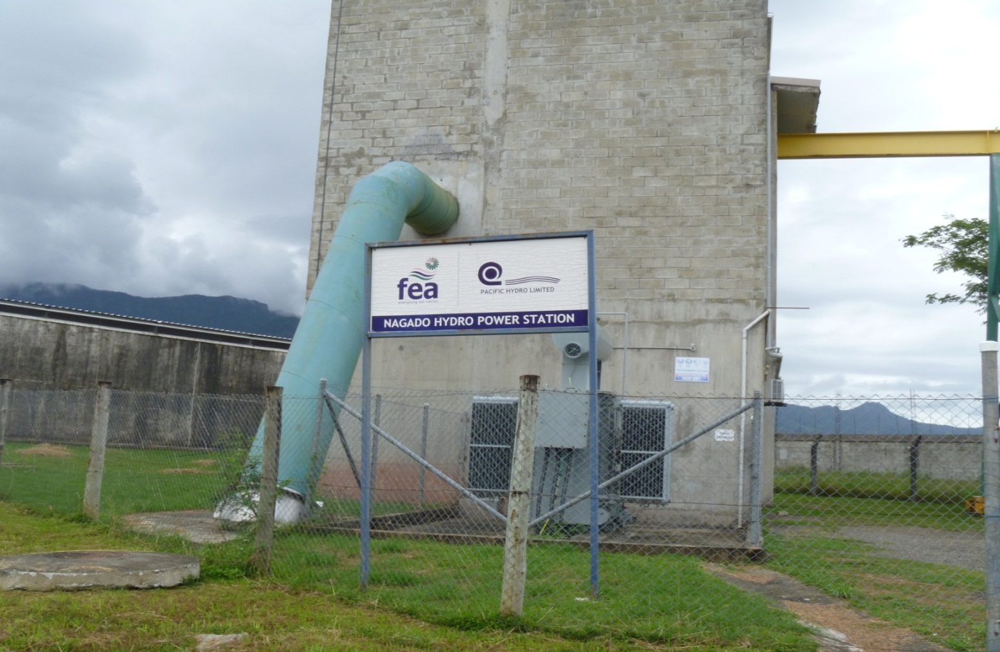 fea
energising our nation
PACIFIC HYDRO LIMITED
NAGADO HYDRO POWER STATION